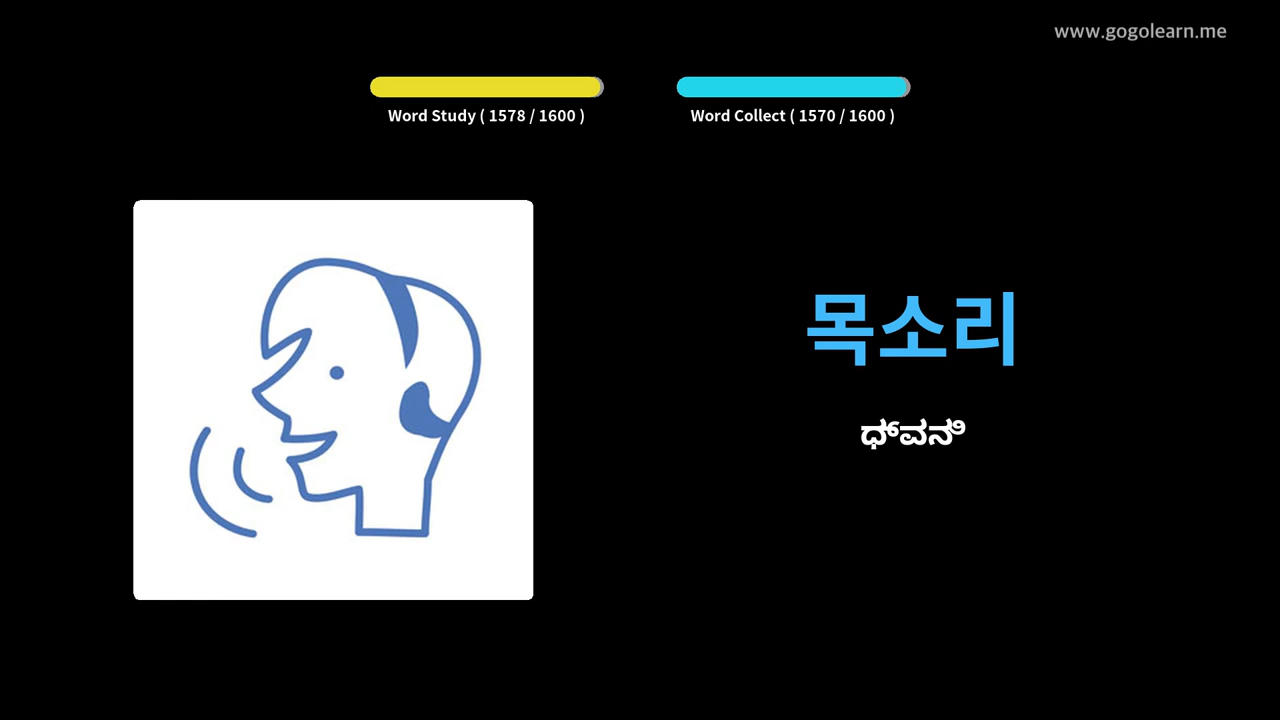 www.gogolearn.me
Word Study ( 1578 / 1600 )
Word Collect ( 1570 / 1600 )
목소리
ಧ್ವನಿ